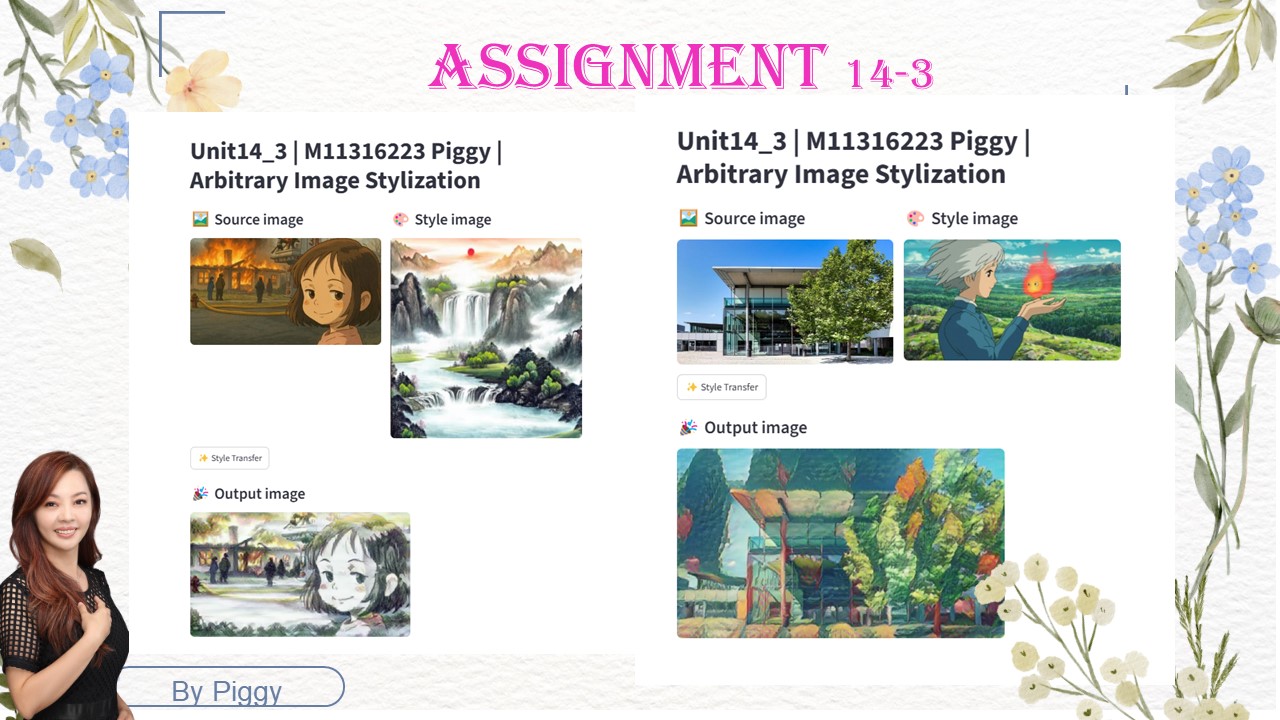 ASSIGNMENT 14-3
Unit14_3 | M11316223 Piggy |
Arbitrary Image Stylization
🖼️ Source image
🎨 Style image
✨ Style Transfer
🎉 Output image
Unit14_3 | M11316223 Piggy |
Arbitrary Image Stylization
🖼️ Source image
🎨 Style image
✨ Style Transfer
🎉 Output image
By Piggy